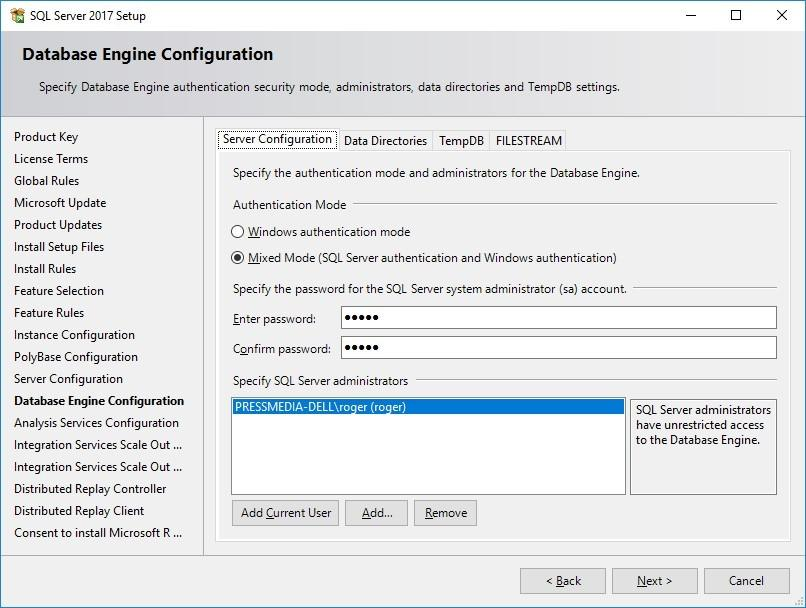 SQL Server 2017 Setup
Database Engine Configuration
Specify Database Engine authentication security mode, administrators, data directories and TempDB settings.
Product Key
License Terms
Global Rules
Microsoft Update
Product Updates
Install Setup Files
Install Rules
Feature Selection
Feature Rules
Instance Configuration
PolyBase Configuration
Server Configuration
Database Engine Configuration
Analysis Services Configuration
Integration Services Scale Out ...
Integration Services Scale Out ...
Distributed Replay Controller
Distributed Replay Client
Consent to install Microsoft R ...
Server Configuration Data Directories TempDB FILESTREAM
Specify the authentication mode and administrators for the Database Engine.
Authentication Mode
Windows authentication mode
Mixed Mode (SQL Server authentication and Windows authentication)
Specify the password for the SQL Server system administrator (sa) account.
Enter password: •••••
Confirm password: •••••
Specify SQL Server administrators
PRESSMEDIA-DELL\roger (roger)
SQL Server administrators
have unrestricted access
to the Database Engine.
Add Current User Add... Remove
< Back Next > Cancel